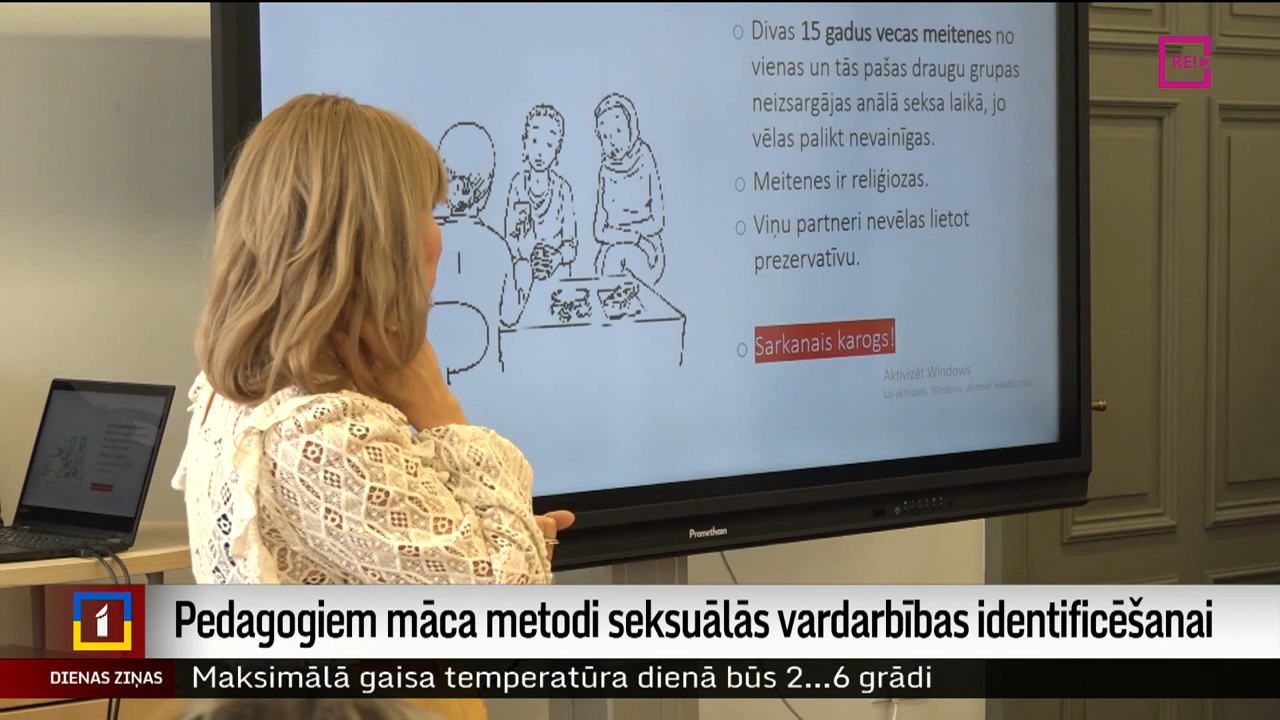 Divas 15 gadus vecas meitenes no
vienas un tās pašas draugu grupas
neizsargājas anālā seksa laikā, jo
vēlas palikt nevainīgas.
Meitenes ir reliģiozas.
Viņu partneri nevēlas lietot
prezervatīvu.
Sarkanais karogs!
Aktivizēt Windows
RE!
Promethean
1
Pedagogiem māca metodi seksuālās vardarbības identificēšanai
DIENAS ZIŅAS
Maksimālā gaisa temperatūra dienā būs 2...6 grādi